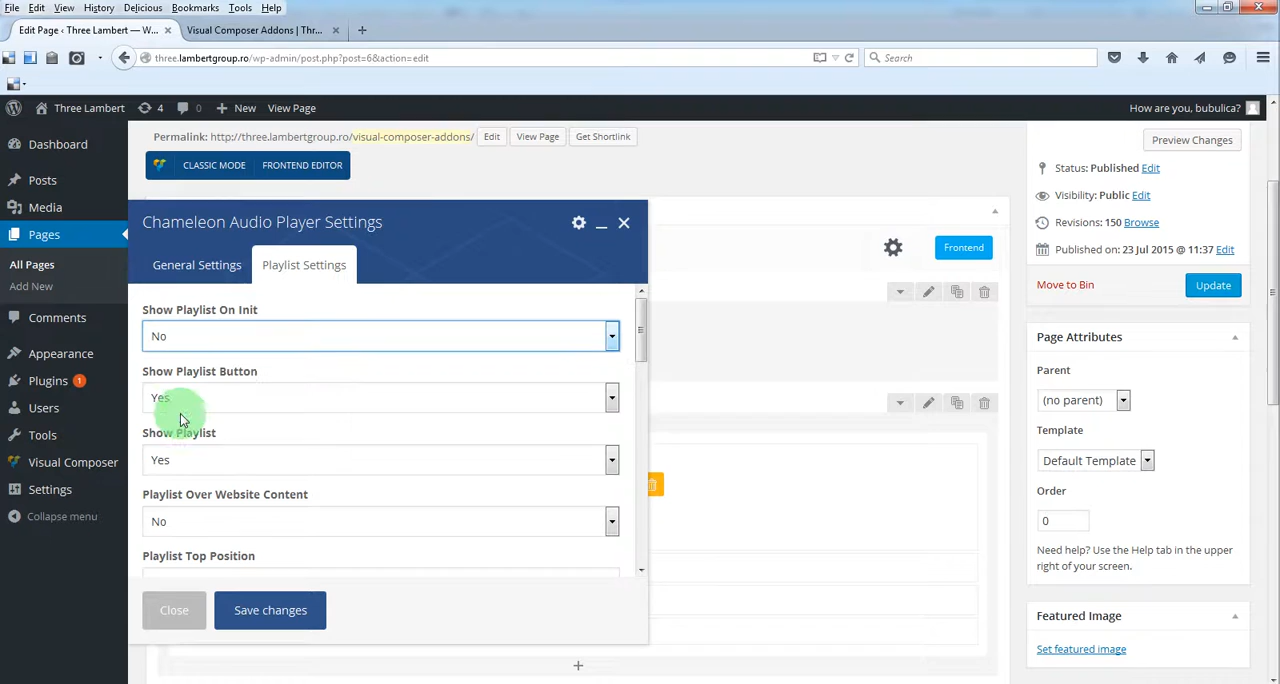 File Edit View History Delicious Bookmarks Tools Help
Edit Page ‹ Three Lambert — W... × Visual Composer Addons | Thr... × +
three.lambertgroup.ro/wp-admin/post.php?post=6&action=edit Search
Three Lambert 4 0 + New View Page How are you, bubulica?
Dashboard
Posts
Media
Pages
All Pages
Add New
Comments
Appearance
Plugins 1
Users
Tools
Visual Composer
Settings
Collapse menu
Permalink: http://three.lambertgroup.ro/visual-composer-addons/ Edit View Page Get Shortlink
CLASSIC MODE FRONTEND EDITOR
Chameleon Audio Player Settings
General Settings Playlist Settings
Show Playlist On Init
No
Show Playlist Button
Yes
Show Playlist
Yes
Playlist Over Website Content
No
Playlist Top Position
Close Save changes
Frontend
Preview Changes
Status: Published Edit
Visibility: Public Edit
Revisions: 150 Browse
Published on: 23 Jul 2015 @ 11:37 Edit
Move to Bin Update
Page Attributes
Parent
(no parent)
Template
Default Template
Order
0
Need help? Use the Help tab in the upper
right of your screen.
Featured Image
Set featured image